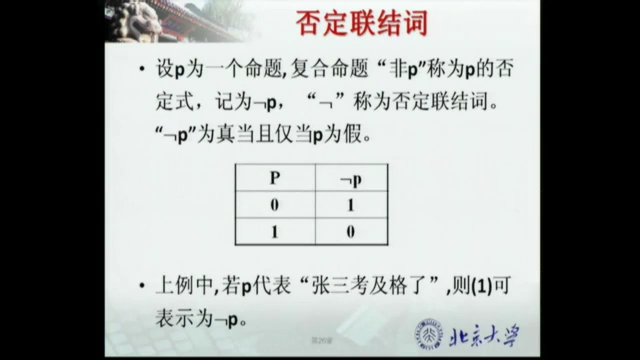 否定联结词
• 设p为一个命题,复合命题“非p”称为p的否
定式，记为¬p，“¬”称为否定联结词。
“¬p”为真当且仅当p为假。
P ¬p
0 1
1 0
• 上例中,若p代表“张三考及格了”,则(1)可
表示为¬p。
北京大学